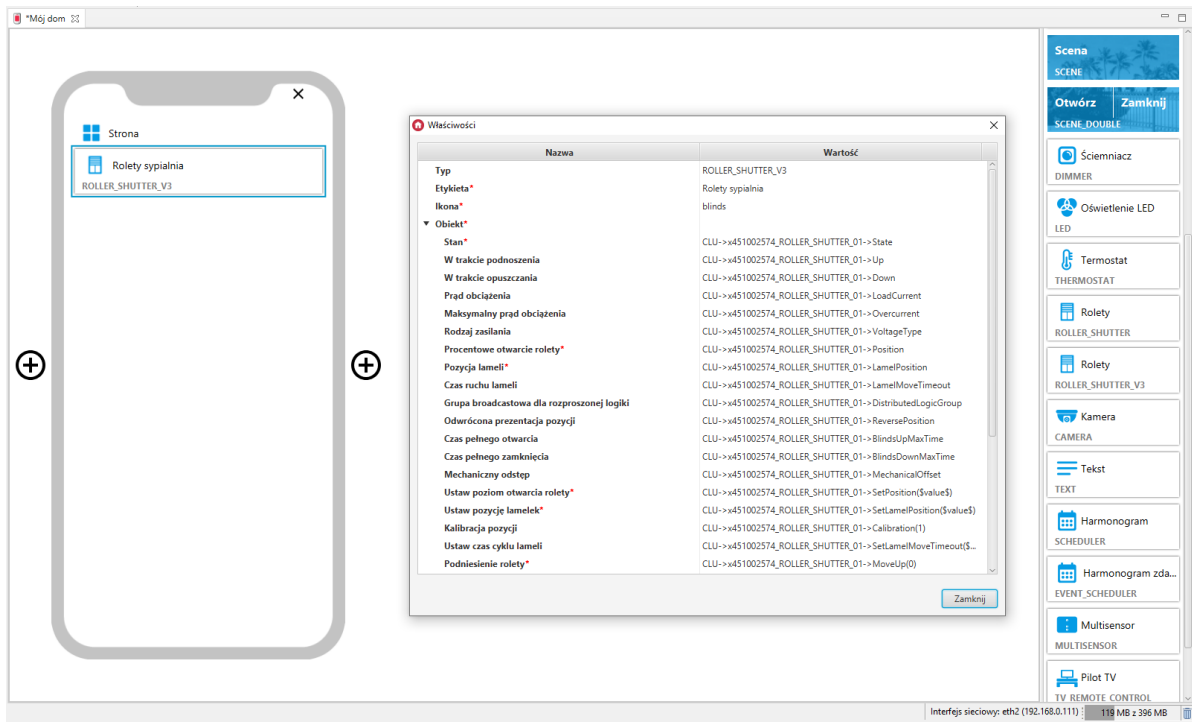 *Mój dom
Strona
Rolety sypialnia
ROLLER_SHUTTER_V3
Właściwości
Nazwa Wartość
Typ ROLLER_SHUTTER_V3
Etykieta* Rolety sypialnia
Ikona* blinds
Obiekt*
Stan* CLU->x451002574_ROLLER_SHUTTER_01->State
W trakcie podnoszenia CLU->x451002574_ROLLER_SHUTTER_01->Up
W trakcie opuszczania CLU->x451002574_ROLLER_SHUTTER_01->Down
Prąd obciążenia CLU->x451002574_ROLLER_SHUTTER_01->LoadCurrent
Maksymalny prąd obciążenia CLU->x451002574_ROLLER_SHUTTER_01->Overcurrent
Rodzaj zasilania CLU->x451002574_ROLLER_SHUTTER_01->VoltageType
Procentowe otwarcie rolety* CLU->x451002574_ROLLER_SHUTTER_01->Position
Pozycja lameli* CLU->x451002574_ROLLER_SHUTTER_01->LamelPosition
Czas ruchu lameli CLU->x451002574_ROLLER_SHUTTER_01->LamelMoveTimeout
Grupa broadcastowa dla rozproszonej logiki CLU->x451002574_ROLLER_SHUTTER_01->DistributedLogicGroup
Odwrócona prezentacja pozycji CLU->x451002574_ROLLER_SHUTTER_01->ReversePosition
Czas pełnego otwarcia CLU->x451002574_ROLLER_SHUTTER_01->BlindsUpMaxTime
Czas pełnego zamknięcia CLU->x451002574_ROLLER_SHUTTER_01->BlindsDownMaxTime
Mechaniczny odstęp CLU->x451002574_ROLLER_SHUTTER_01->MechanicalOffset
Ustaw poziom otwarcia rolety* CLU->x451002574_ROLLER_SHUTTER_01->SetPosition($value$)
Ustaw pozycję lamelek* CLU->x451002574_ROLLER_SHUTTER_01->SetLamelPosition($value$)
Kalibracja pozycji CLU->x451002574_ROLLER_SHUTTER_01->Calibration(1)
Ustaw czas cyklu lameli CLU->x451002574_ROLLER_SHUTTER_01->SetLamelMoveTimeout($...
Podniesienie rolety* CLU->x451002574_ROLLER_SHUTTER_01->MoveUp(0)
Zamknij
Scena
SCENE
Otwórz Zamknij
SCENE_DOUBLE
Ściemniacz
DIMMER
Oświetlenie LED
LED
Termostat
THERMOSTAT
Rolety
ROLLER_SHUTTER
Rolety
ROLLER_SHUTTER_V3
Kamera
CAMERA
Tekst
TEXT
Harmonogram
SCHEDULER
Harmonogram zda...
EVENT_SCHEDULER
Multisensor
MULTISENSOR
Pilot TV
TV_REMOTE_CONTROL
Interfejs sieciowy: eth2 (192.168.0.111) 119 MB z 396 MB